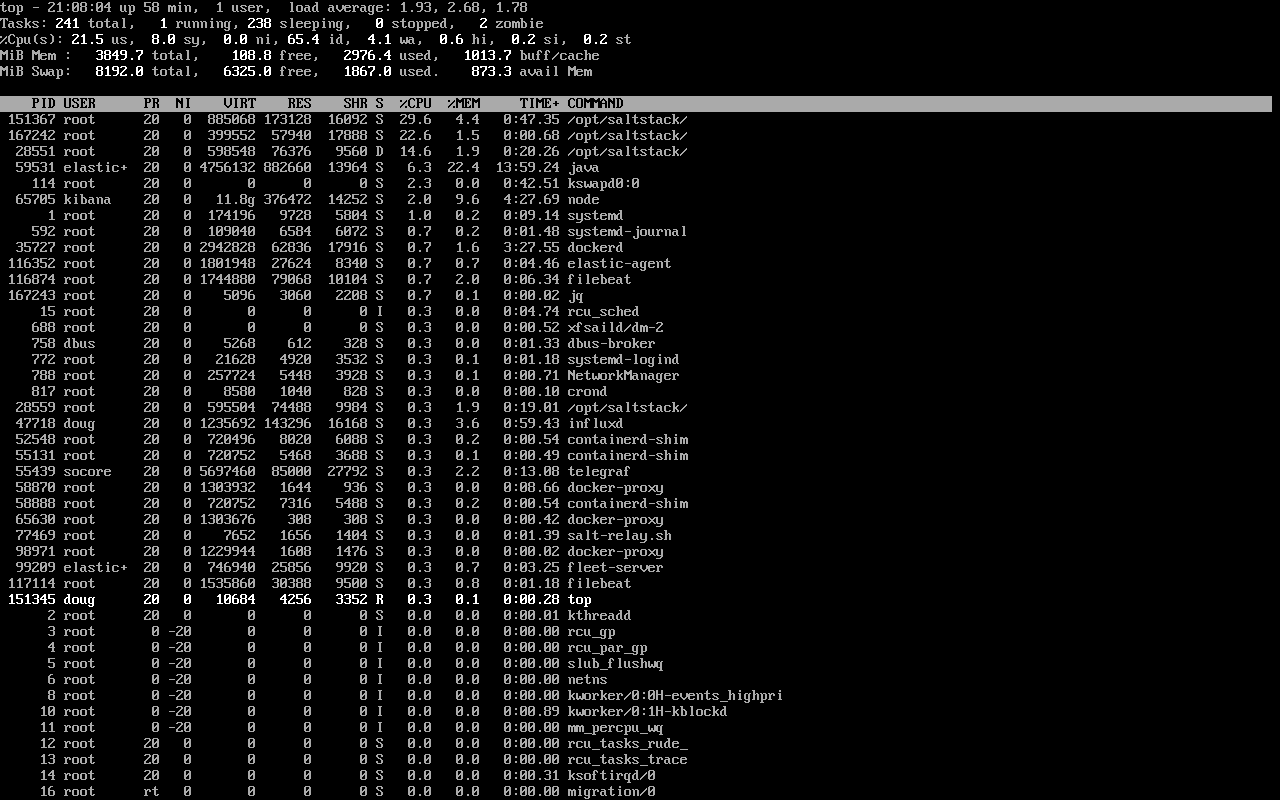 top - 21:08:04 up 58 min,  1 user,  load average: 1.93, 2.68, 1.78
Tasks: 241 total,   1 running, 238 sleeping,   0 stopped,   2 zombie
%Cpu(s): 21.5 us,  8.0 sy,  0.0 ni, 65.4 id,  4.1 wa,  0.6 hi,  0.2 si,  0.2 st
MiB Mem :   3849.7 total,    108.8 free,   2976.4 used,   1013.7 buff/cache
MiB Swap:   8192.0 total,   6325.0 free,   1867.0 used.    873.3 avail Mem
PID USER      PR  NI    VIRT    RES    SHR S  %CPU  %MEM     TIME+ COMMAND
151367 root      20   0  885068 173128  16092 S  29.6   4.4   0:47.35 /opt/saltstack/
167242 root      20   0  399552  57940  17888 S  22.6   1.5   0:00.68 /opt/saltstack/
28551 root      20   0  598548  76376   9560 D  14.6   1.9   0:20.26 /opt/saltstack/
59531 elastic+  20   0 4756132 882660  13964 S   6.3  22.4  13:59.24 java
114 root      20   0       0      0      0 S   2.3   0.0   0:42.51 kswapd0:0
65705 kibana    20   0   11.8g 376472  14252 S   2.0   9.6   4:27.69 node
1 root      20   0  174196   9728   5804 S   1.0   0.2   0:09.14 systemd
592 root      20   0  109040   6584   6072 S   0.7   0.2   0:01.48 systemd-journal
35727 root      20   0 2942828  62836  17916 S   0.7   1.6   3:27.55 dockerd
116352 root      20   0 1801948  27624   8340 S   0.7   0.7   0:04.46 elastic-agent
116874 root      20   0 1744880  79068  10104 S   0.7   2.0   0:06.34 filebeat
167243 root      20   0    5096   3060   2208 S   0.7   0.1   0:00.02 jq
15 root      20   0       0      0      0 I   0.3   0.0   0:04.74 rcu_sched
688 root      20   0       0      0      0 S   0.3   0.0   0:00.52 xfsaild/dm-2
758 dbus      20   0    5268    612    328 S   0.3   0.0   0:01.33 dbus-broker
772 root      20   0   21628   4920   3532 S   0.3   0.1   0:01.18 systemd-logind
788 root      20   0  257724   5448   3928 S   0.3   0.1   0:00.71 NetworkManager
817 root      20   0    8580   1040    828 S   0.3   0.0   0:00.10 crond
28559 root      20   0  595504  74488   9984 S   0.3   1.9   0:19.01 /opt/saltstack/
47718 doug      20   0 1235692 143296  16168 S   0.3   3.6   0:59.43 influxd
52548 root      20   0  720496   8020   6088 S   0.3   0.2   0:00.54 containerd-shim
55131 root      20   0  720752   5468   3688 S   0.3   0.1   0:00.49 containerd-shim
55439 socore    20   0 5697460  85000  27792 S   0.3   2.2   0:13.08 telegraf
58870 root      20   0 1303932   1644    936 S   0.3   0.0   0:08.66 docker-proxy
58888 root      20   0  720752   7316   5488 S   0.3   0.2   0:00.54 containerd-shim
65630 root      20   0 1303676    308    308 S   0.3   0.0   0:00.42 docker-proxy
77469 root      20   0    7652   1656   1404 S   0.3   0.0   0:01.39 salt-relay.sh
98971 root      20   0 1229944   1608   1476 S   0.3   0.0   0:00.02 docker-proxy
99209 elastic+  20   0  746940  25856   9920 S   0.3   0.7   0:03.25 fleet-server
117114 root      20   0 1535860  30388   9500 S   0.3   0.8   0:01.18 filebeat
151345 doug      20   0   10684   4256   3352 R   0.3   0.1   0:00.28 top
2 root      20   0       0      0      0 S   0.0   0.0   0:00.01 kthreadd
3 root       0 -20       0      0      0 I   0.0   0.0   0:00.00 rcu_gp
4 root       0 -20       0      0      0 I   0.0   0.0   0:00.00 rcu_par_gp
5 root       0 -20       0      0      0 I   0.0   0.0   0:00.00 slub_flushwq
6 root       0 -20       0      0      0 I   0.0   0.0   0:00.00 netns
8 root       0 -20       0      0      0 I   0.0   0.0   0:00.00 kworker/0:0H-events_highpri
10 root       0 -20       0      0      0 I   0.0   0.0   0:00.89 kworker/0:1H-kblockd
11 root       0 -20       0      0      0 I   0.0   0.0   0:00.00 mm_percpu_wq
12 root      20   0       0      0      0 S   0.0   0.0   0:00.00 rcu_tasks_rude_
13 root      20   0       0      0      0 S   0.0   0.0   0:00.00 rcu_tasks_trace
14 root      20   0       0      0      0 S   0.0   0.0   0:00.31 ksoftirqd/0
16 root      rt   0       0      0      0 S   0.0   0.0   0:00.00 migration/0